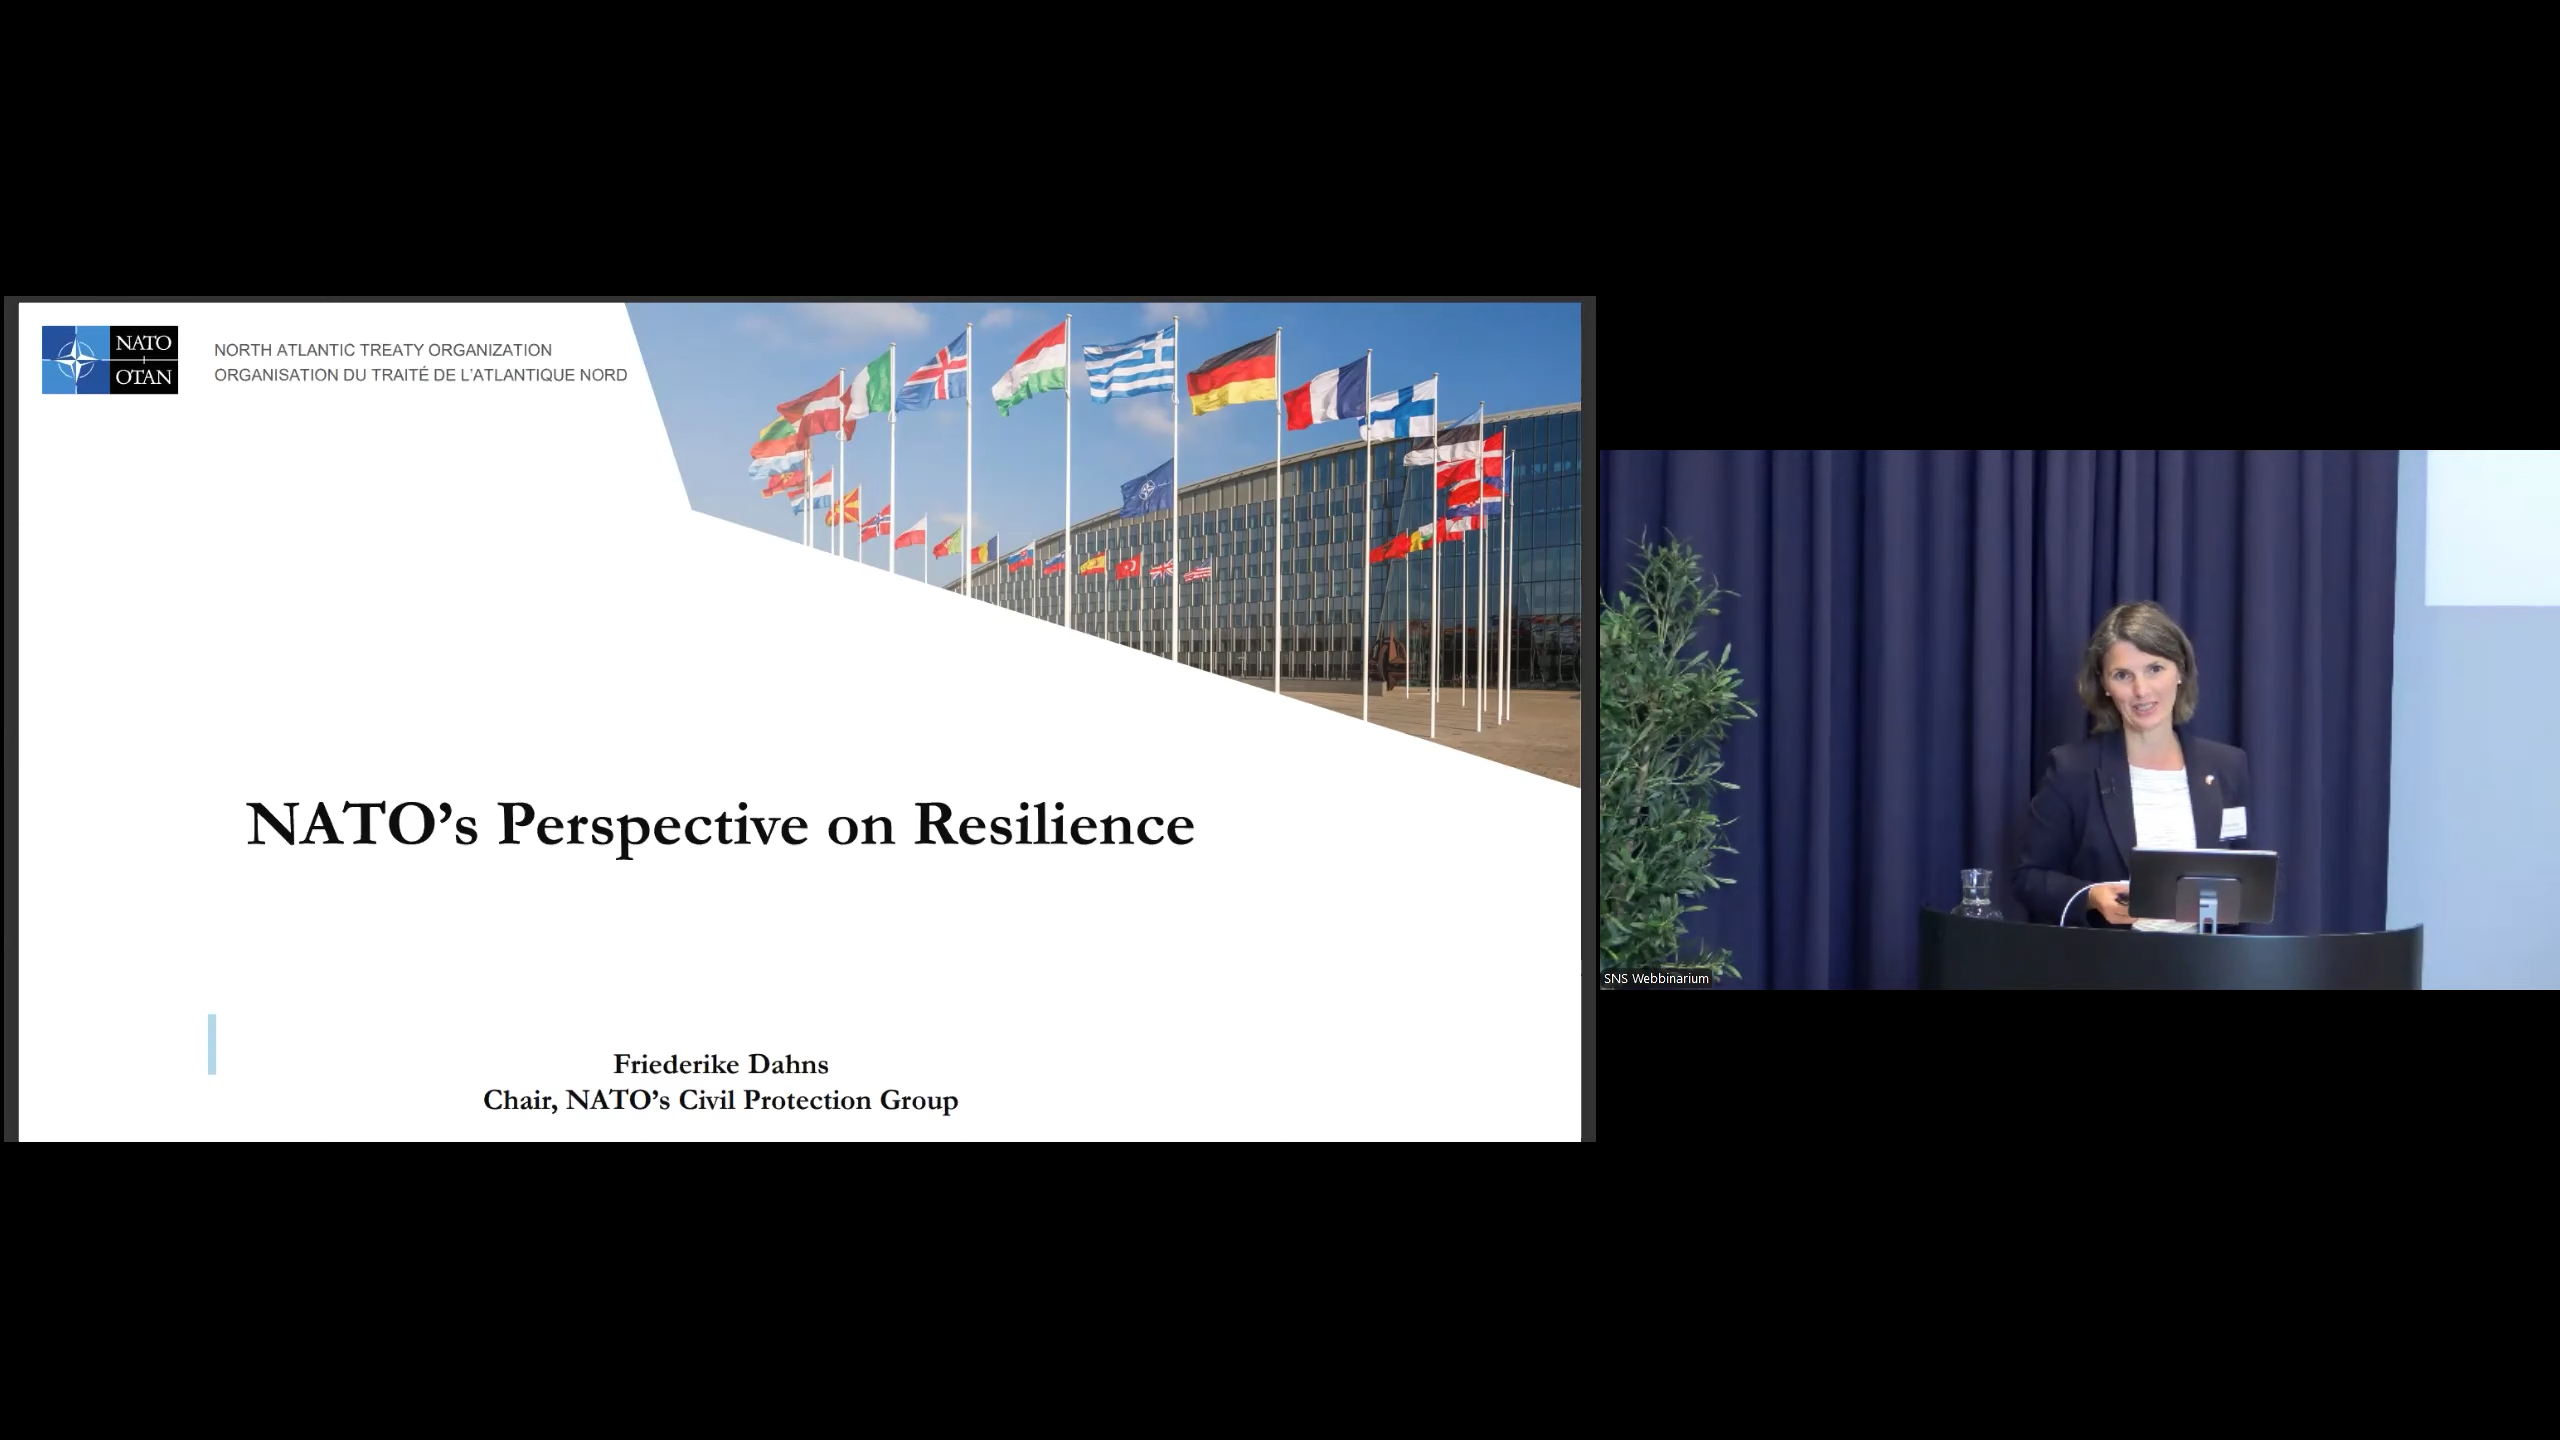 NATO
OTAN
NORTH ATLANTIC TREATY ORGANIZATION
ORGANISATION DU TRAITÉ DE L'ATLANTIQUE NORD
NATO's Perspective on Resilience
Friederike Dahns
Chair, NATO's Civil Protection Group
SNS Webbinarium